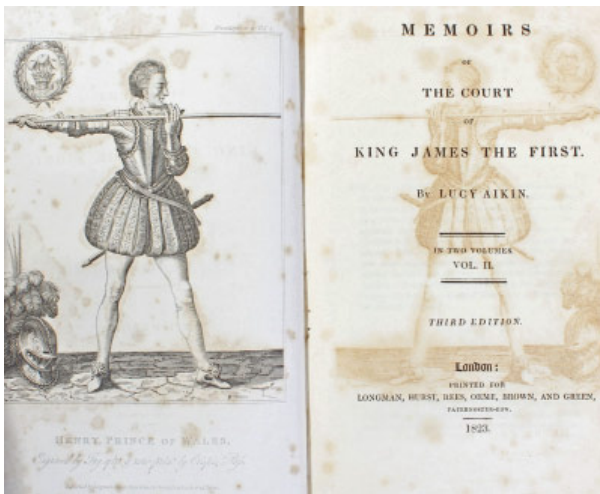 HENRY, PRINCE OF WALES,
MEMOIRS
OF
THE COURT
OF
KING JAMES THE FIRST.
BY LUCY AIKIN.
IN TWO VOLUMES
VOL. II.
THIRD EDITION.
London:
PRINTED FOR
LONGMAN, HURST, REES, ORME, BROWN, AND GREEN,
PATERNOSTER-ROW.
1823.